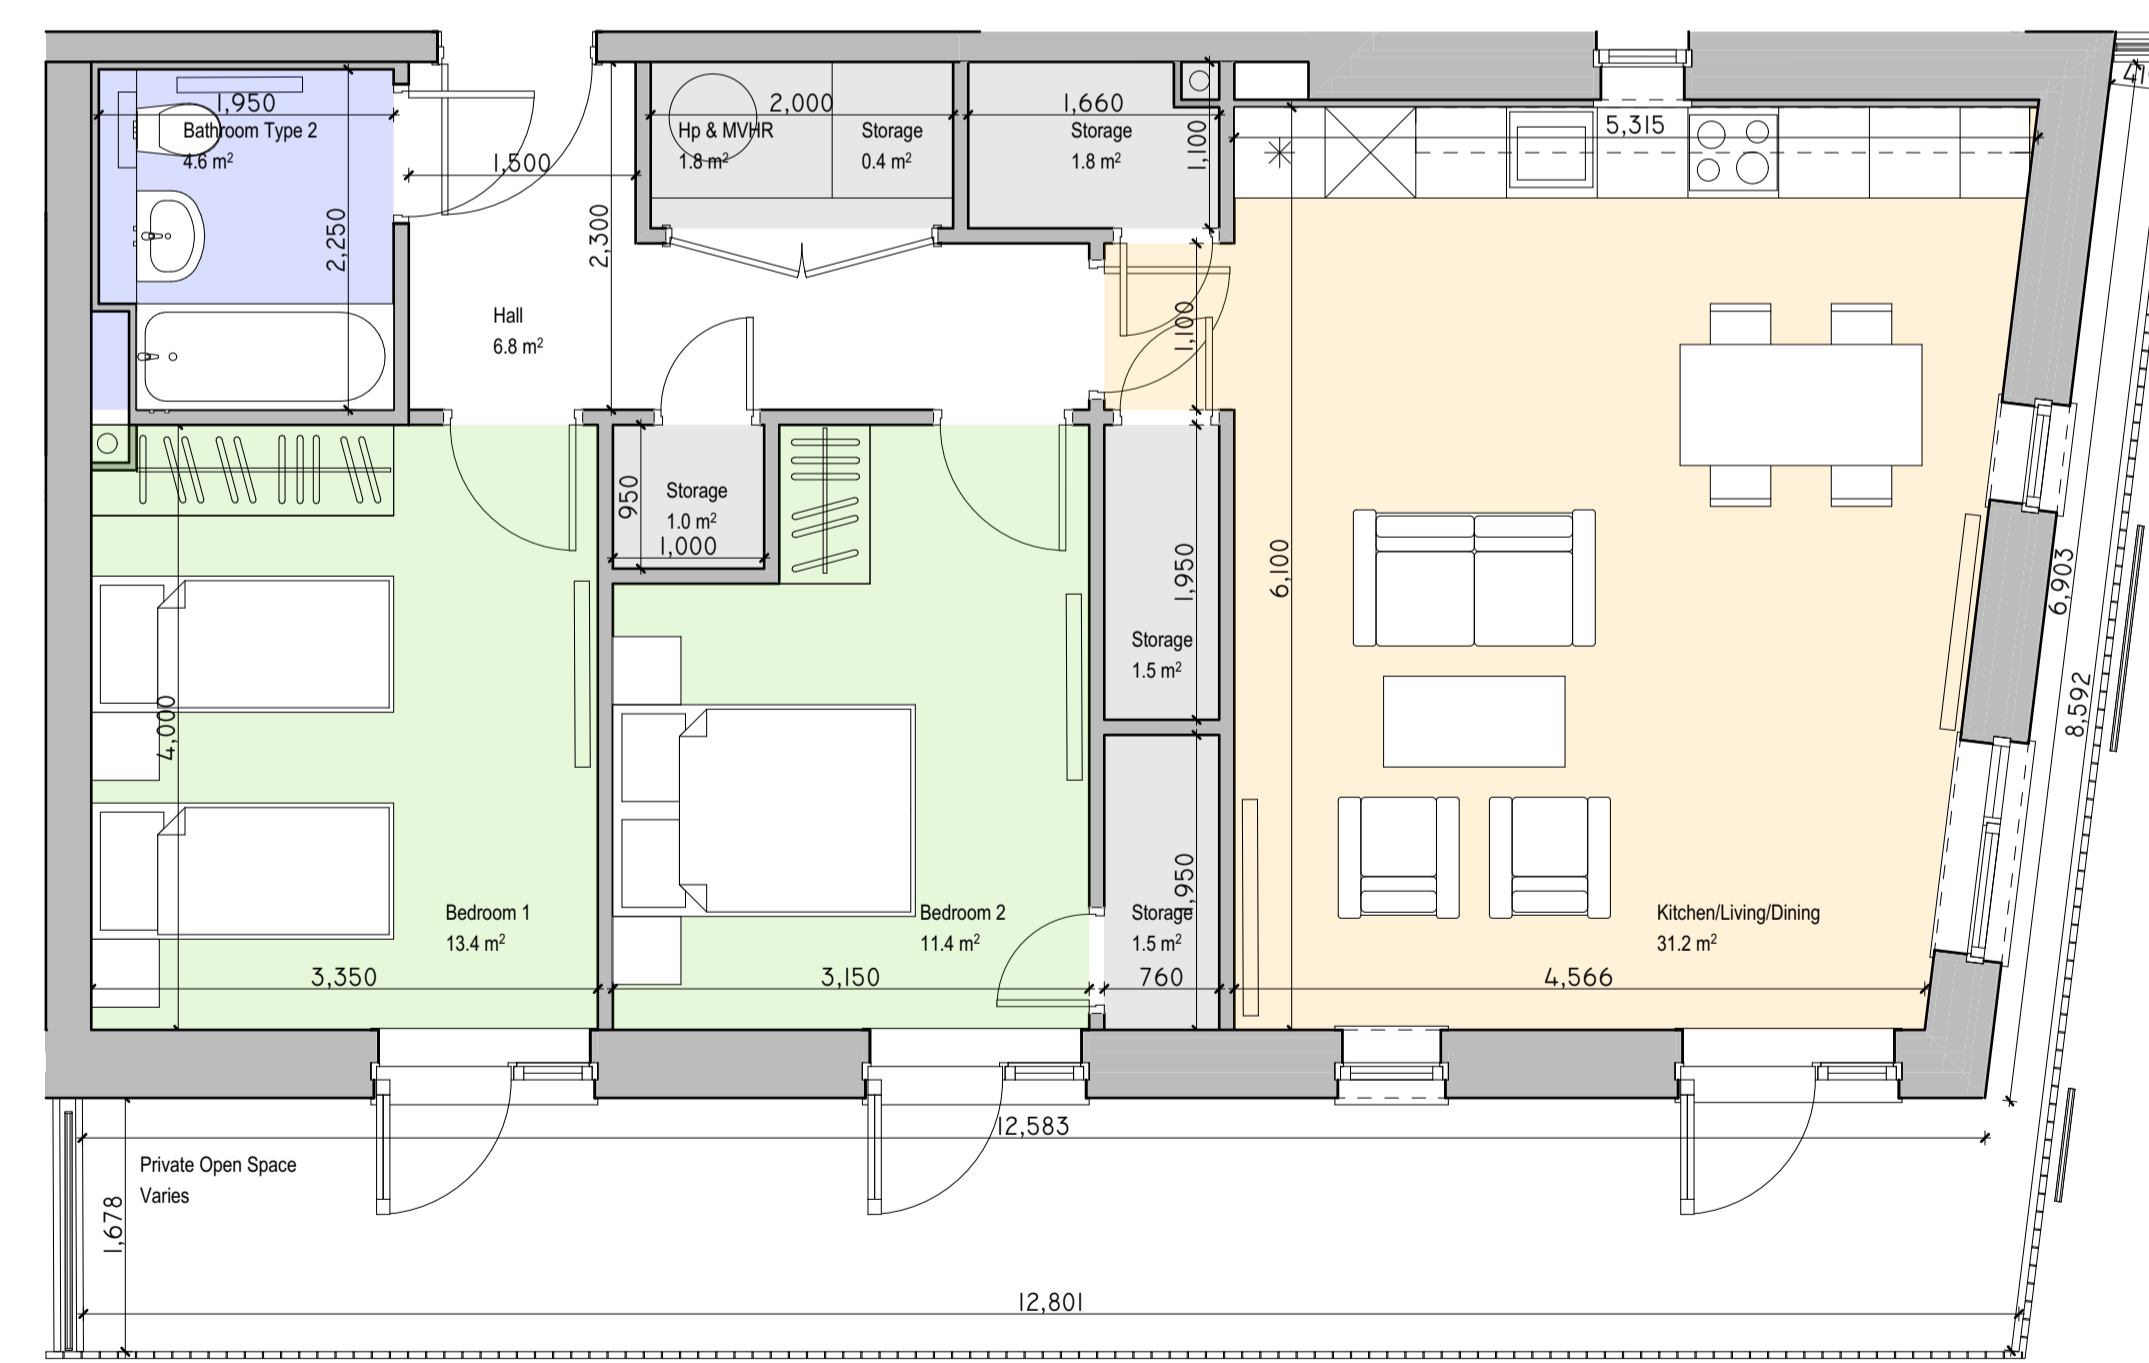 1,950
Bathroom Type 2
4.6 m²
2,250
1,500
2,300
Hall
6.8 m²
2,000
Hp & MVHR
1.8 m²
Storage
0.4 m²
1,660
Storage
1.8 m²
1,100
1,100
5,315
950
Storage
1.0 m²
1,000
1,950
Storage
1.5 m²
6,100
6,903
8,592
4,000
Bedroom 1
13.4 m²
3,350
Bedroom 2
11.4 m²
3,150
1,950
Storage
1.5 m²
760
Kitchen/Living/Dining
31.2 m²
4,566
12,583
Private Open Space
Varies
1,678
12,801